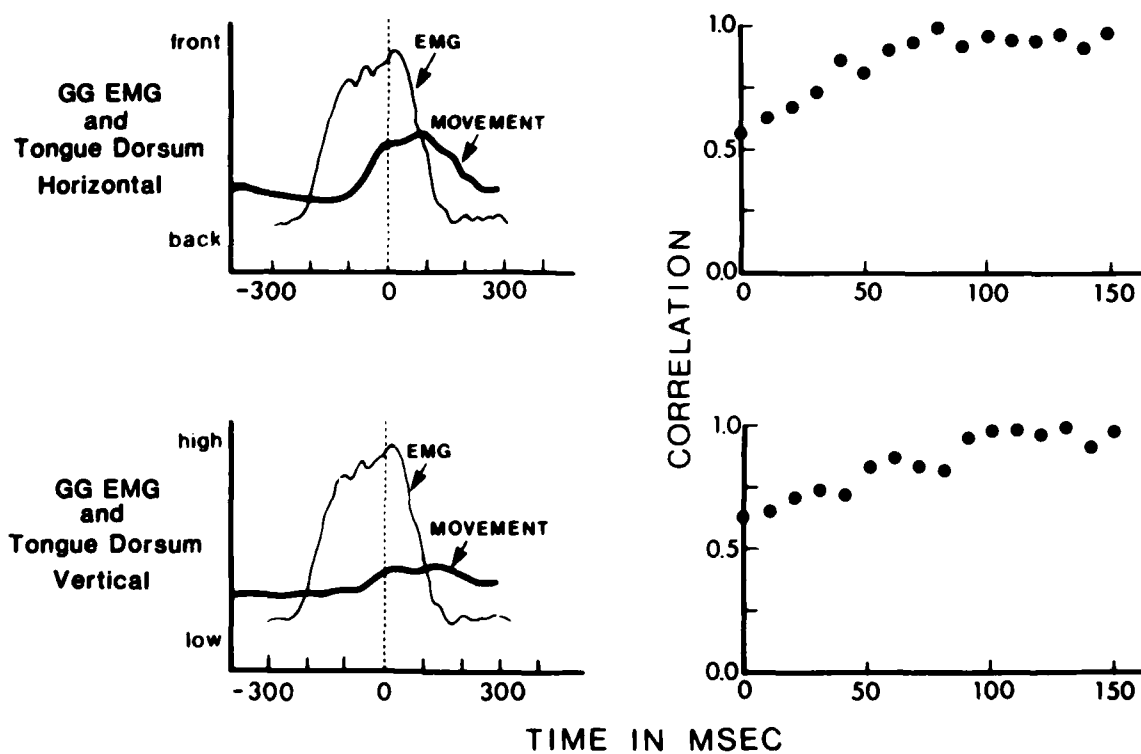 front
EMG
GG EMG
and
Tongue Dorsum
Horizontal
MOVEMENT
back
-300 0 300
1.0
0.5
0.0
0 50 100 150
CORRELATION
high
EMG
GG EMG
and
Tongue Dorsum
Vertical
MOVEMENT
low
-300 0 300
1.0
0.5
0.0
0 50 100 150
TIME IN MSEC